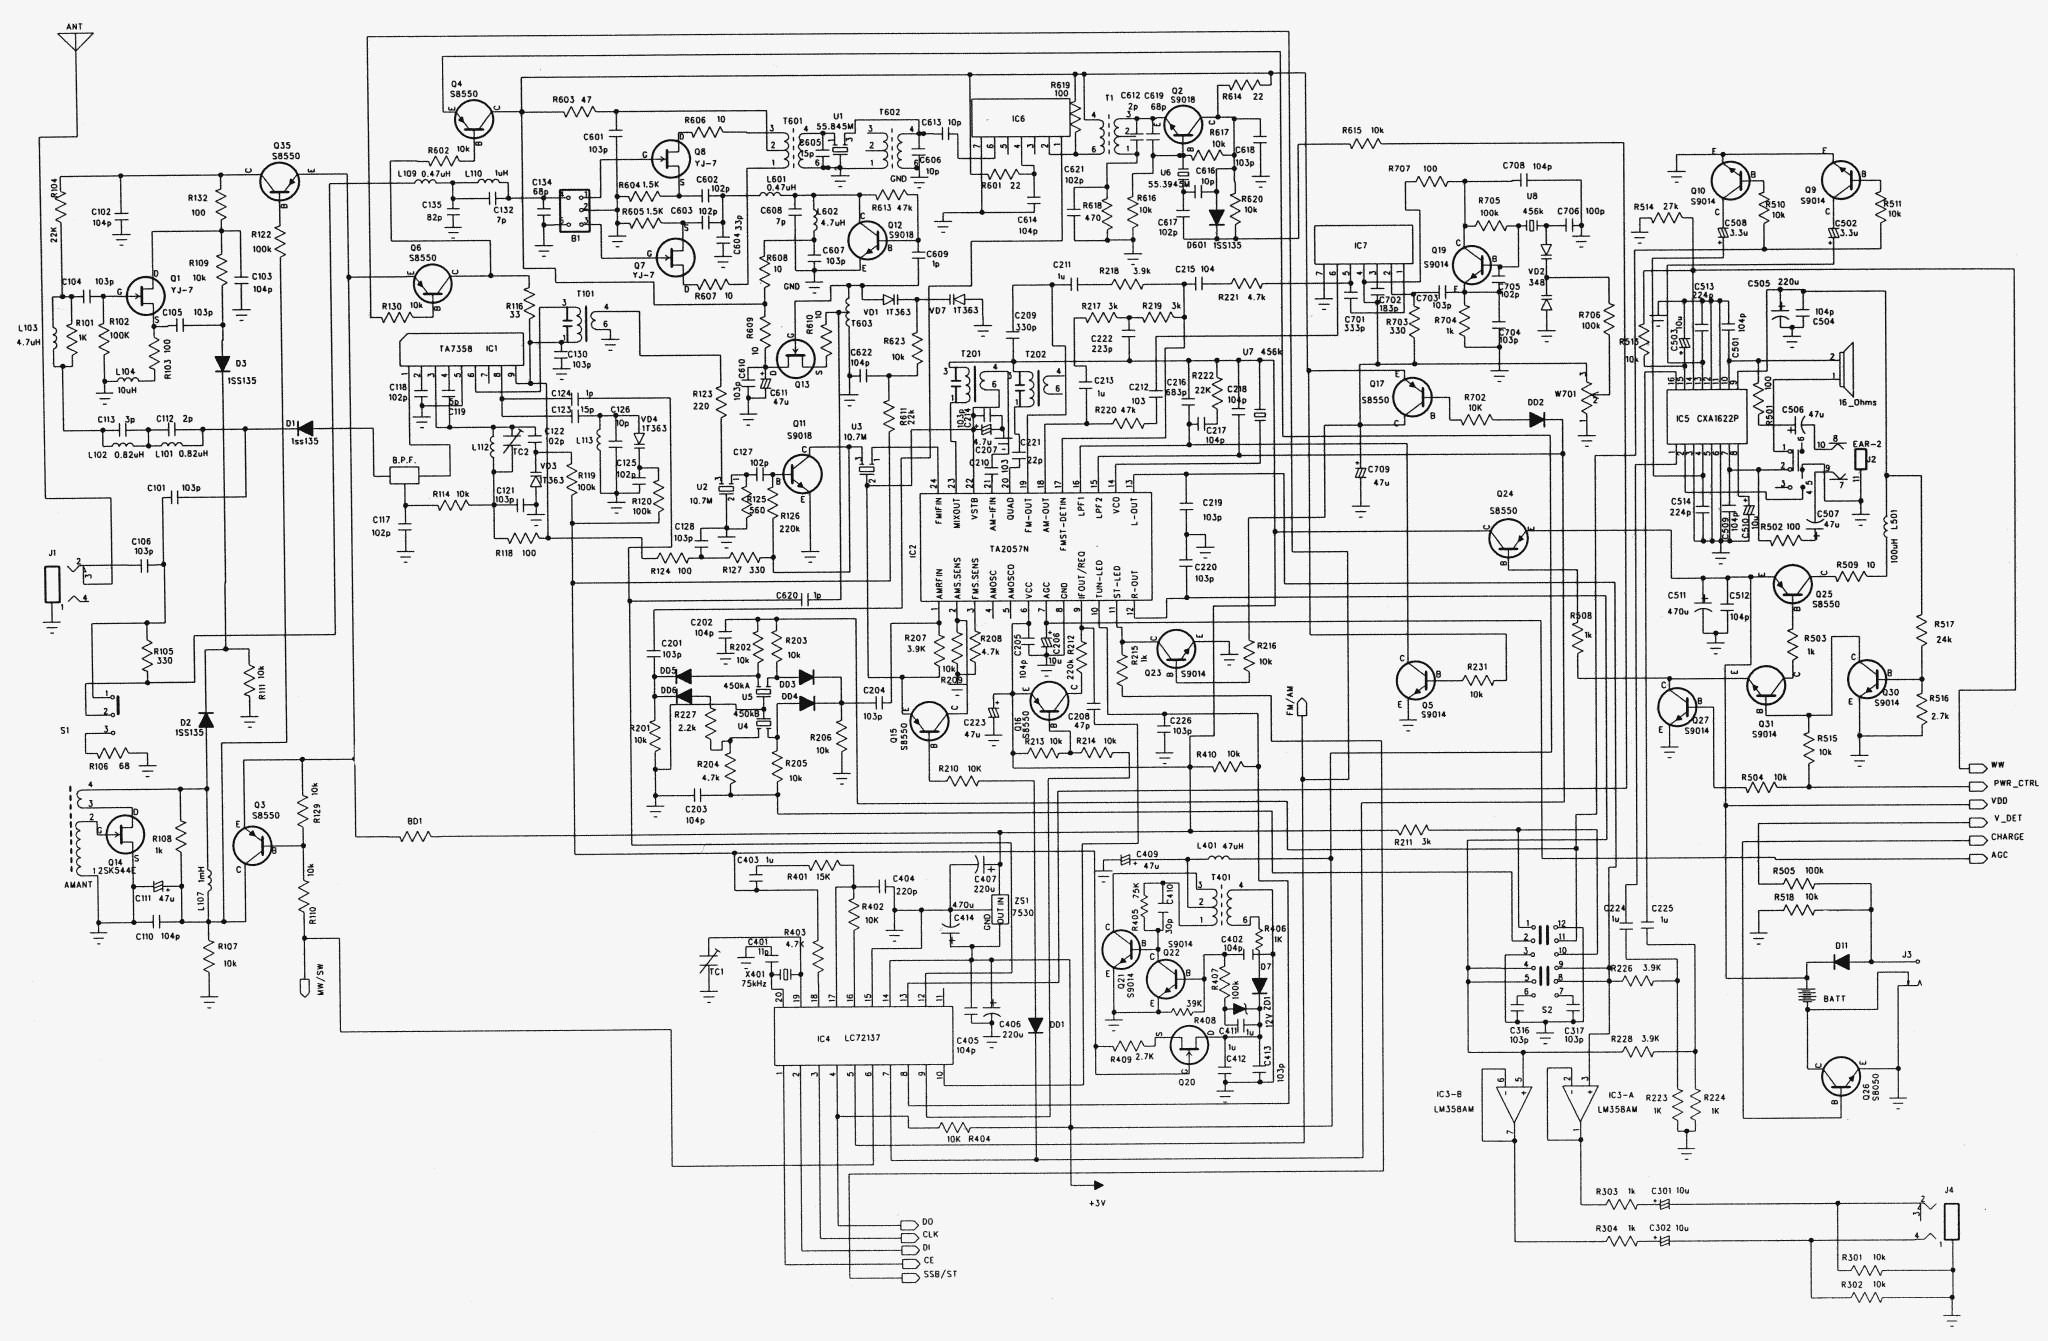 ANT
Q35
S8550
R104
22K
C102
104p
R132
100
R122
100k
R109
10k
C103
104p
C104
103p
Q1
YJ-7
C105
103p
L103
4.7uH
R101
1K
R102
100K
R103
100
L104
10uH
D3
1SS135
C113
3p
C112
2p
L102
0.82uH
L101
0.82uH
D1
1ss135
C101
103p
J1
C106
103p
R105
330
S1
R106
68
R111
10k
D2
1SS135
AMANT
Q14
12SK544E
R108
1k
C111
47u
C110
104p
L107
1mH
R107
10k
Q3
S8550
R129
10k
R110
10k
MW/SW
Q4
S8550
R602
10k
L109
0.47uH
L110
1uH
C135
82p
C132
7p
C134
68p
B1
Q6
S8550
R130
10k
R116
33
T101
C130
103p
TA7358
IC1
C118
102p
5p
C119
C124
1p
C123
15p
C126
10p
VD4
1T363
L112
TC2
C122
102p
VD3
1T363
L113
R119
100k
C125
102p
R120
100k
B.P.F.
C117
102p
R114
10k
C121
103p
R118
100
R603
47
C601
103p
R606
10
Q8
YJ-7
R604
1.5K
C602
102p
R605
1.5K
C603
102p
C604
33p
Q7
YJ-7
R607
10
T601
U1
55.845M
C605
15p
T602
C613
10p
C606
10p
GND
L601
0.47uH
R613
47k
C608
7p
L602
4.7uH
Q12
S9018
C607
103p
C609
1p
R608
10
GND
VD1
1T363
VD7
1T363
T603
R609
10
R610
10
Q13
C610
103p
C611
47u
C622
104p
R623
10k
R611
22k
R123
220
Q11
S9018
U3
10.7M
C127
102p
U2
10.7M
R125
560
R126
220k
C128
103p
R124
100
R127
330
C620
1p
IC6
R601
22
C614
104p
R619
100
T1
C612
2p
C619
68p
Q2
S9018
R614
22
R617
10k
C618
103p
U6
55.3945M
C616
10p
C621
102p
R618
470
R616
10k
C617
102p
D601
1SS135
R620
10k
R615
10k
C211
1u
R218
3.9k
C215
104
R221
4.7k
C209
330p
R217
3k
R219
3k
C222
223p
T201
T202
C213
1u
C212
103p
R220
47k
C216
683p
R222
22K
C218
104p
U7
456k
C217
104p
4.7u
C207
C210
103
C221
22p
IC2
TA2057N
FMIFIN
MIXOUT
VSTB
AM-IFIN
QUAD
FM-OUT
AM-OUT
FMST-DETIN
LPF1
LPF2
VCO
L-OUT
AMRFIN
AMS.SENS
FMS.SENS
AMOSC
AMOSCO
VCC
AGC
GND
IFOUT/REQ
TUN-LED
ST-LED
R-OUT
C219
103p
C220
103p
C201
103p
C202
104p
R202
10k
R203
10k
DD5
DD6
DD3
DD4
450kA
U5
450kB
U4
R227
2.2k
R201
10k
R204
4.7k
R205
10k
R206
10k
C203
104p
C204
103p
R207
3.9K
10k
R209
R208
4.7k
Q15
S8550
C223
47u
C205
104p
C206
10u
R212
220k
Q16
S8550
C208
47p
R213
10k
R214
10k
R215
1k
Q23
S9014
R216
10k
C226
103p
R410
10k
R210
10K
FM/AM
R707
100
C708
104p
U8
456k
R705
100k
C706
100p
IC7
Q19
S9014
C705
102p
VD2
348
C701
333p
C702
183p
C703
103p
R703
330
R704
1k
C704
103p
R706
100k
Q17
S8550
R702
10K
DD2
W701
C709
47u
Q24
S8550
R508
1k
R231
10k
Q5
S9014
R211
3k
Q10
S9014
Q9
S9014
R514
27k
C508
3.3u
R510
10k
C502
3.3u
R511
10k
R513
10k
C513
224p
C503
10u
C501
104p
C505
220u
104p
C504
100
R501
16_Ohms
C506
47u
IC5
CXA1622P
EAR-2
J2
C514
224p
C509
104p
C510
10u
C507
47u
R502
100
L501
100uH
R509
10
C511
470u
C512
104p
Q25
S8550
R503
1k
R517
24k
Q27
S9014
Q31
S9014
Q30
S9014
R516
2.7k
R515
10k
R504
10k
WW
PWR_CTRL
VDD
V_DET
CHARGE
AGC
R505
100k
R518
10k
D11
J3
BATT
Q26
S8050
BD1
C403
1u
R401
15K
C404
220p
R402
10K
R403
4.7K
C407
220u
470u
C414
ZS1
7530
GND
OUT
IN
TC1
C401
11p
X401
75kHz
IC4
LC72137
C406
220u
C405
104p
DD1
10K
R404
+3V
DO
CLK
DI
CE
SSB/ST
C409
47u
L401
47uH
R405
75K
C410
30p
T401
Q21
S9014
S9014
Q22
C402
104p
R406
1K
R407
100k
D7
ZD1
12V
39K
R408
C411
1u
R409
2.7K
Q20
1u
C412
C413
103p
C224
1u
C225
1u
R226
3.9K
S2
C316
103p
C317
103p
R228
3.9K
IC3-B
LM358AM
IC3-A
LM358AM
R223
1K
R224
1K
R303
1k
C301
10u
R304
1k
C302
10u
J4
R301
10k
R302
10k